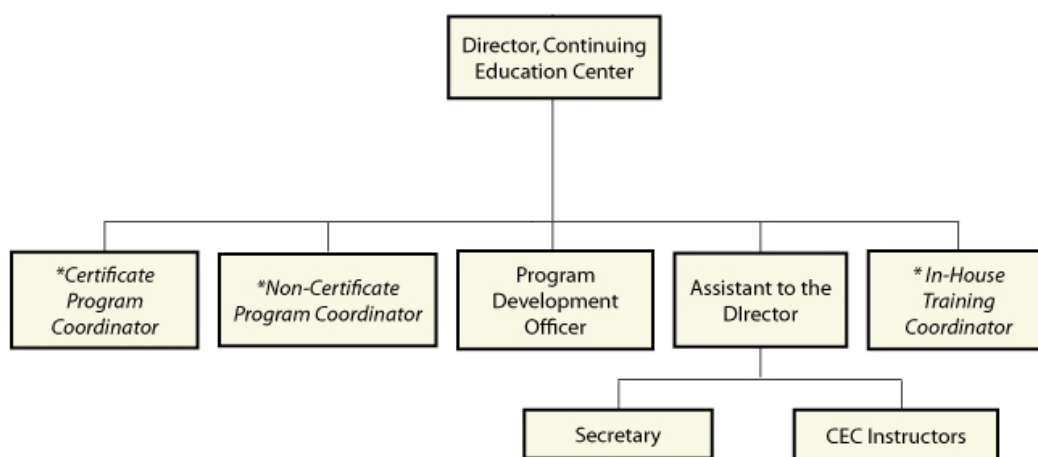 Director, Continuing
Education Center
*Certificate
Program
Coordinator
*Non-Certificate
Program Coordinator
Program
Development
Officer
Assistant to the
DIrector
* In-House
Training
Coordinator
Secretary
CEC Instructors